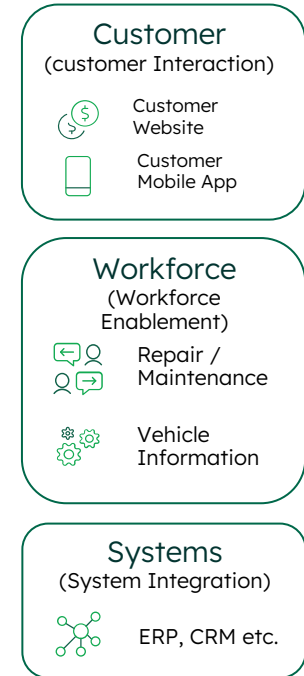 Customer
(customer Interaction)
Customer
Website
Customer
Mobile App
Workforce
(Workforce
Enablement)
Repair /
Maintenance
Vehicle
Information
Systems
(System Integration)
ERP, CRM etc.